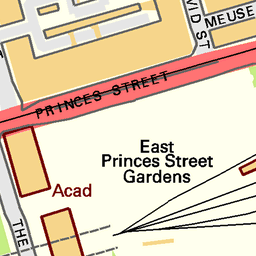 VID ST
MEUSE
PRINCES STREET
East
Princes Street
Gardens
Acad
THE